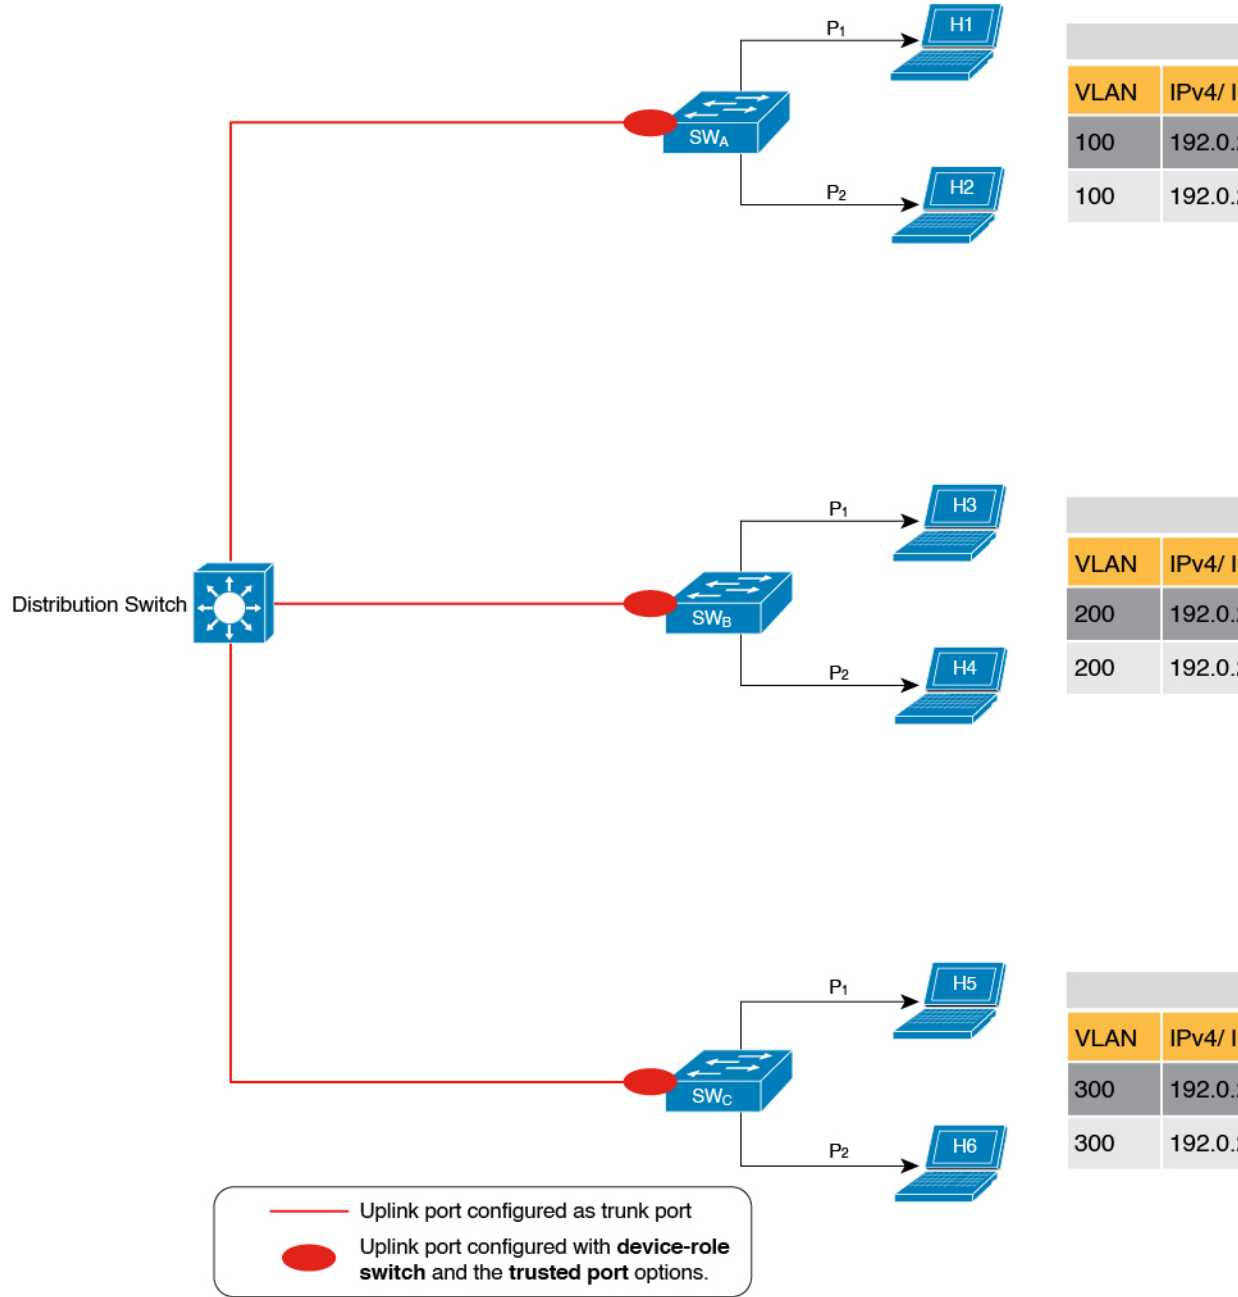 P1
H1
SWA
P2
H2
VLAN IPv4/ I
100 192.0.
100 192.0.
P1
H3
Distribution Switch
SWB
P2
H4
VLAN IPv4/ I
200 192.0.
200 192.0.
P1
H5
SWC
P2
H6
VLAN IPv4/ I
300 192.0.
300 192.0.
Uplink port configured as trunk port
Uplink port configured with device-role
switch and the trusted port options.